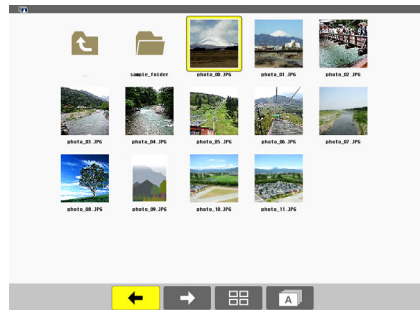 ..
sample_folder
photo_00.JPG
photo_01.JPG
photo_02.JPG
photo_03.JPG
photo_04.JPG
photo_05.JPG
photo_06.JPG
photo_07.JPG
photo_08.JPG
photo_09.JPG
photo_10.JPG
photo_11.JPG
A